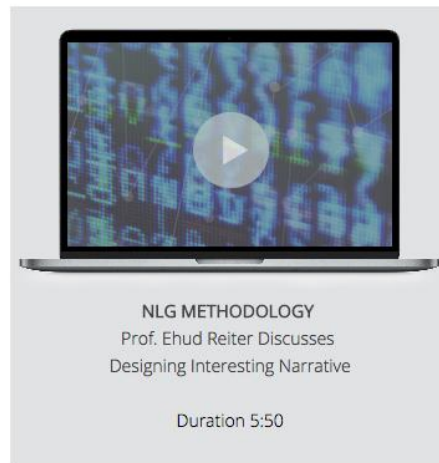 NLG METHODOLOGY
Prof. Ehud Reiter Discusses
Designing Interesting Narrative
Duration 5:50